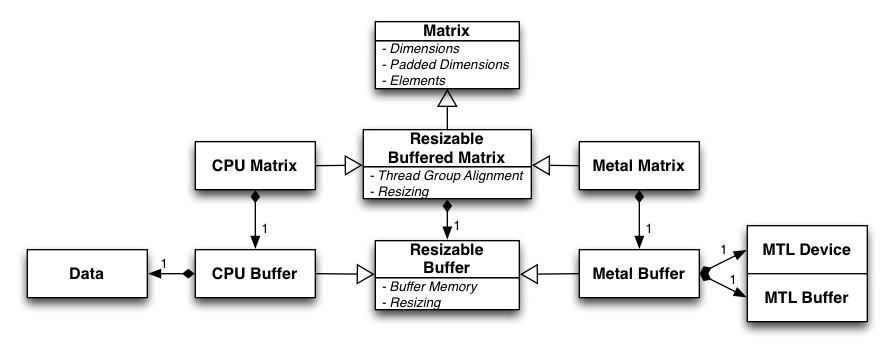 Matrix
- Dimensions
- Padded Dimensions
- Elements
Resizable
Buffered Matrix
- Thread Group Alignment
- Resizing
CPU Matrix
Metal Matrix
1
1
1
Resizable
Buffer
- Buffer Memory
- Resizing
Data
1
CPU Buffer
Metal Buffer
1
1
MTL Device
MTL Buffer